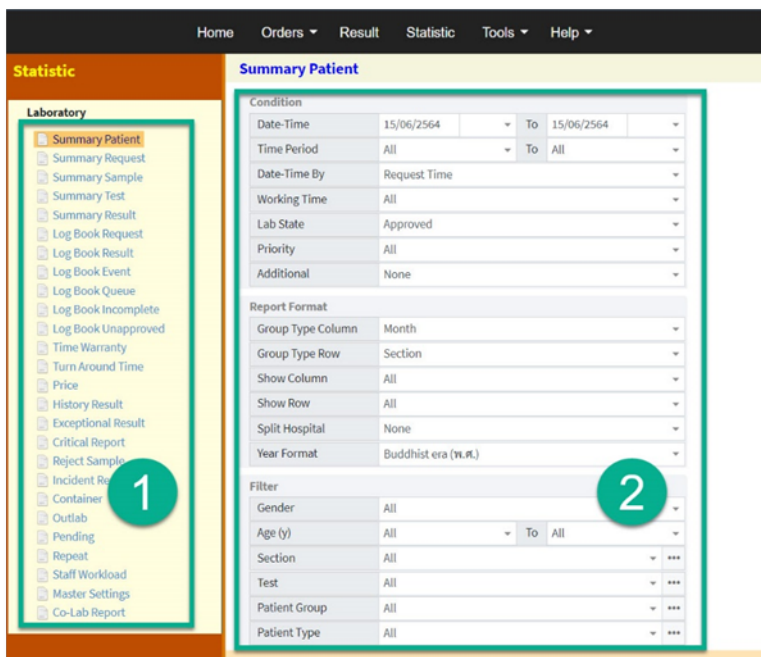 Home Orders Result Statistic Tools Help
Statistic
Summary Patient
Laboratory
Summary Patient
Summary Request
Summary Sample
Summary Test
Summary Result
Log Book Request
Log Book Result
Log Book Event
Log Book Queue
Log Book Incomplete
Log Book Unapproved
Time Warranty
Turn Around Time
Price
History Result
Exceptional Result
Critical Report
Reject Sample
Incident Re
Container
Outlab
Pending
Repeat
Staff Workload
Master Settings
Co-Lab Report
1
Condition
Date-Time 15/06/2564 To 15/06/2564
Time Period All To All
Date-Time By Request Time
Working Time All
Lab State Approved
Priority All
Additional None
Report Format
Group Type Column Month
Group Type Row Section
Show Column All
Show Row All
Split Hospital None
Year Format Buddhist era (พ.ศ.)
Filter
Gender All
Age (y) All To All
Section All
Test All
Patient Group All
Patient Type All
2